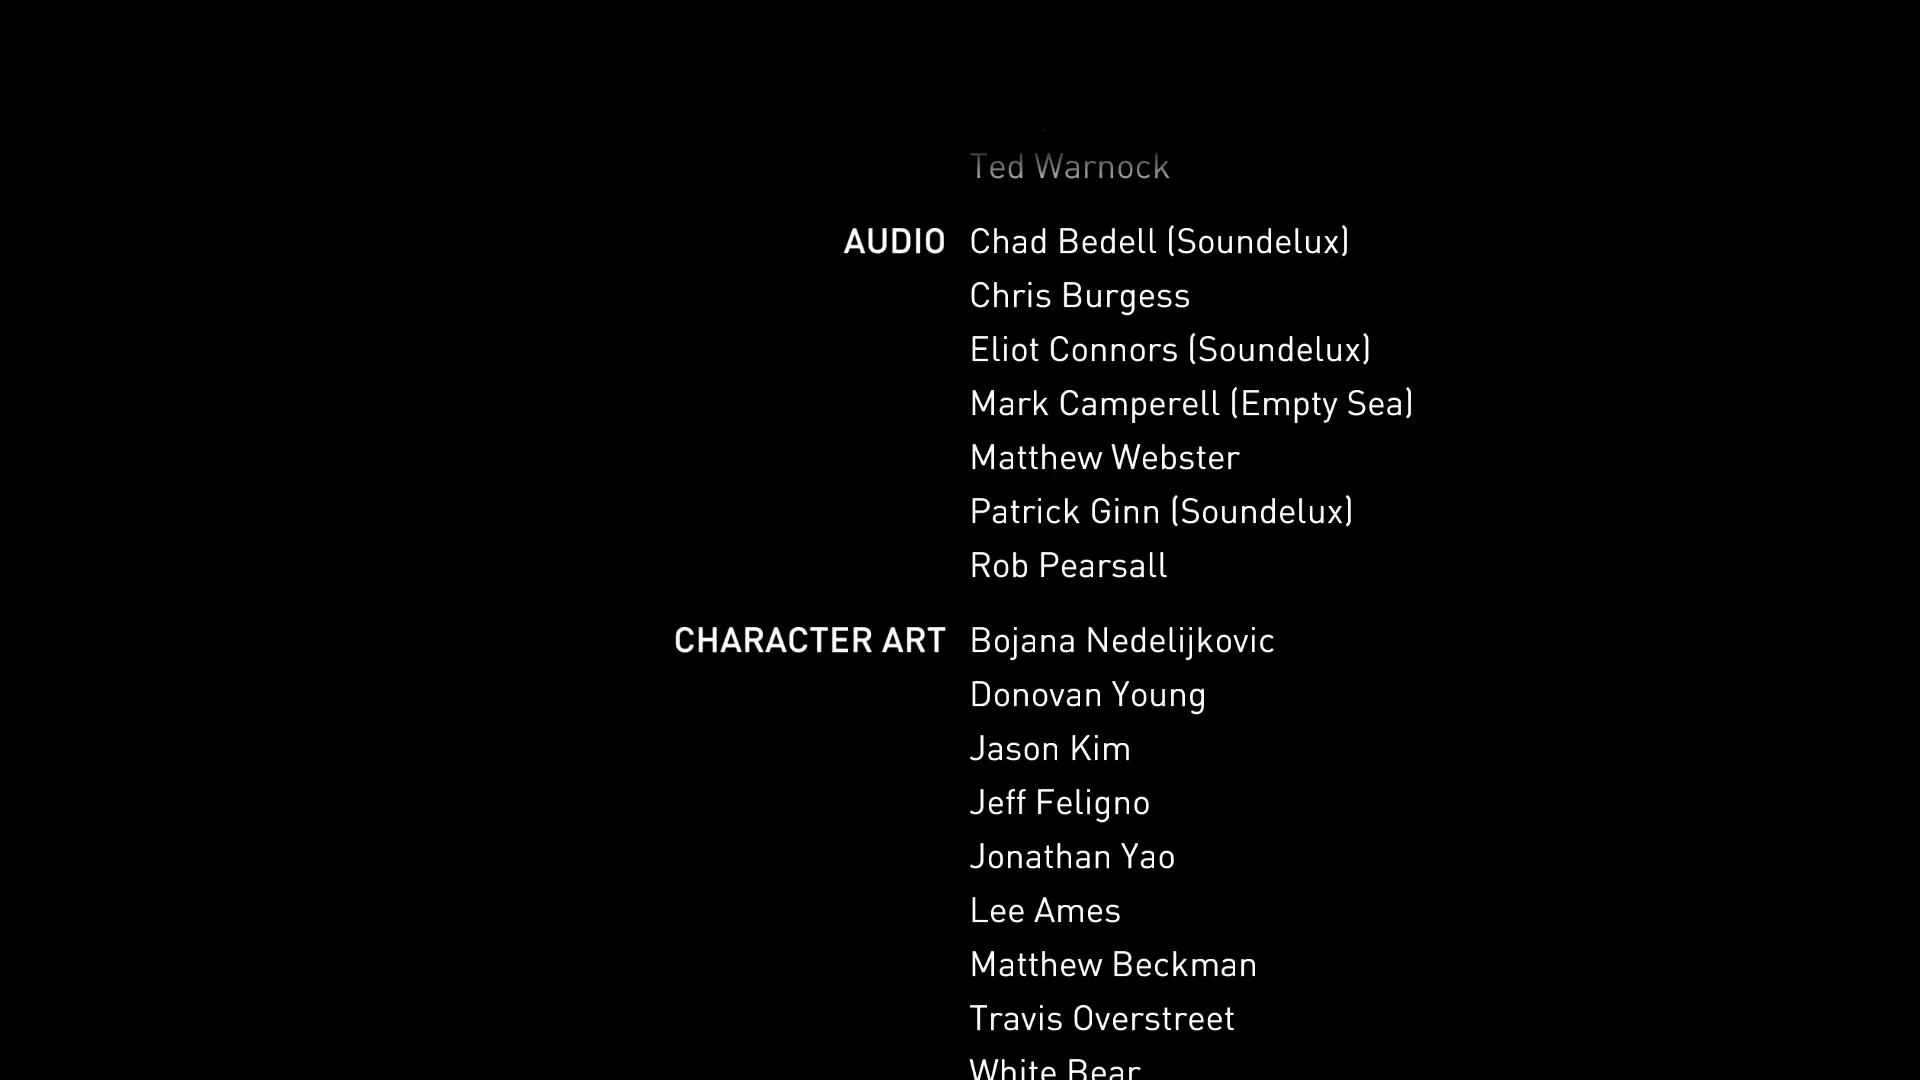 Ted Warnock
AUDIO Chad Bedell (Soundelux)
Chris Burgess
Eliot Connors (Soundelux)
Mark Camperell (Empty Sea)
Matthew Webster
Patrick Ginn (Soundelux)
Rob Pearsall
CHARACTER ART Bojana Nedelijkovic
Donovan Young
Jason Kim
Jeff Feligno
Jonathan Yao
Lee Ames
Matthew Beckman
Travis Overstreet
White Bear